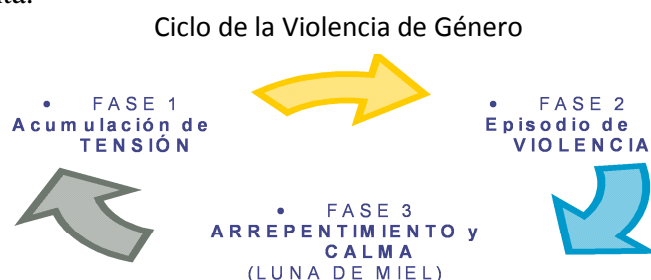 Ciclo de la Violencia de Género
• FASE 1
Acumulación de
TENSIÓN
• FASE 2
Episodio de
VIOLENCIA
• FASE 3
ARREPENTIMIENTO y
CALMA
(LUNA DE MIEL)